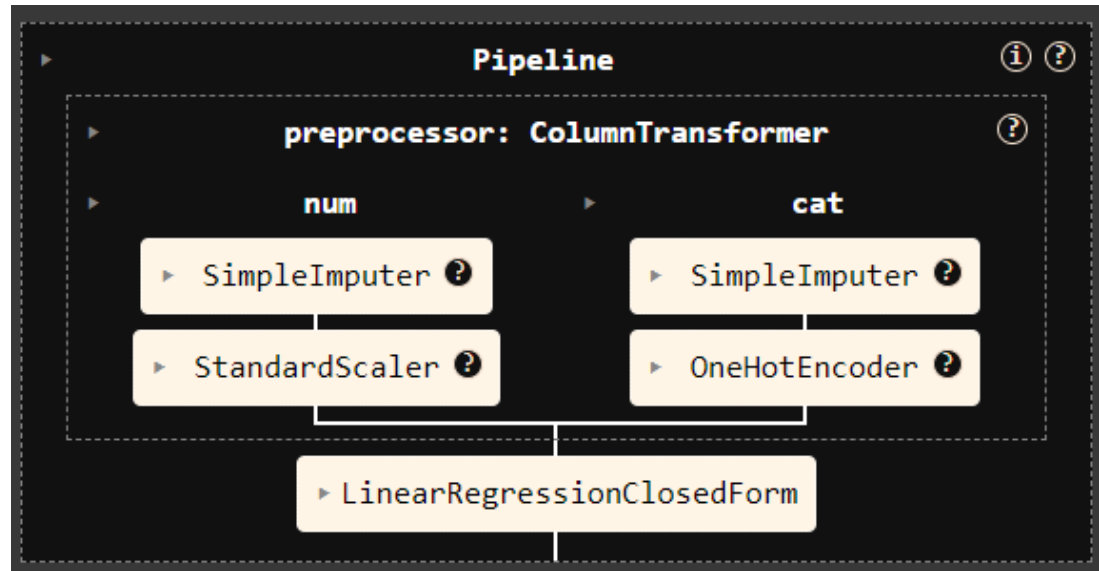 Pipeline i ?
preprocessor: ColumnTransformer ?
num cat
SimpleImputer ? SimpleImputer ?
StandardScaler ? OneHotEncoder ?
LinearRegressionClosedForm